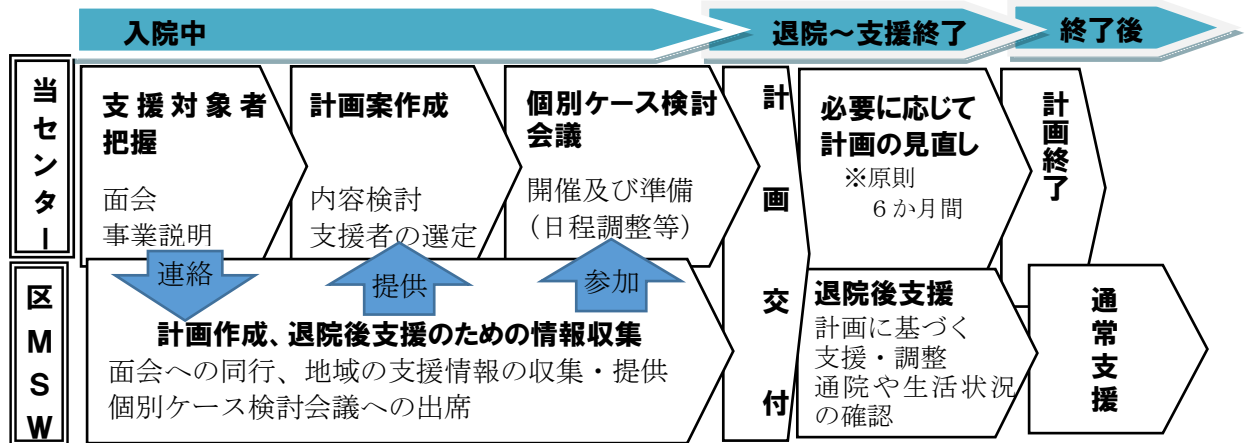 入院中
退院～支援終了
終了後
当センター
支援対象者
把握
面会
事業説明
計画案作成
内容検討
支援者の選定
個別ケース検討
会議
開催及び準備
（日程調整等）
計画交付
必要に応じて
計画の見直し
※原則
６か月間
計画終了
連絡
提供
参加
区ＭＳＷ
計画作成、退院後支援のための情報収集
面会への同行、地域の支援情報の収集・提供
個別ケース検討会議への出席
退院後支援
計画に基づく
支援・調整
通院や生活状況
の確認
通常支援